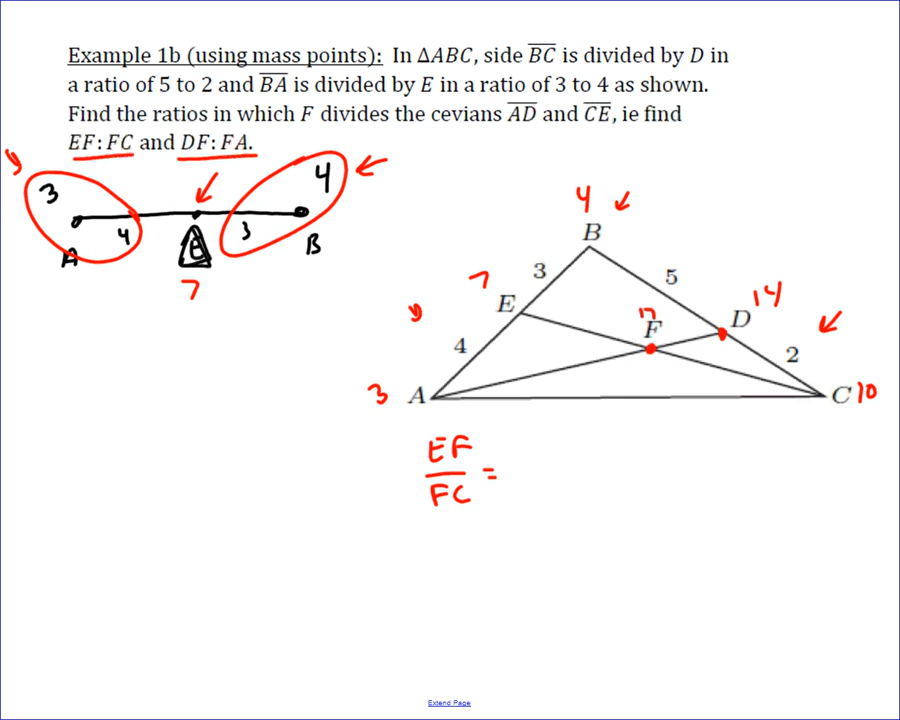 Example 1b (using mass points): In ΔABC, side BC is divided by D in
a ratio of 5 to 2 and BA is divided by E in a ratio of 3 to 4 as shown.
Find the ratios in which F divides the cevians AD and CE, ie find
EF:FC and DF:FA.
3 4
4 3
A E B
7
4
B
3 5
7
E 14
D
17
F
4 2
3 A C 10
EF
=
FC
Extend Page